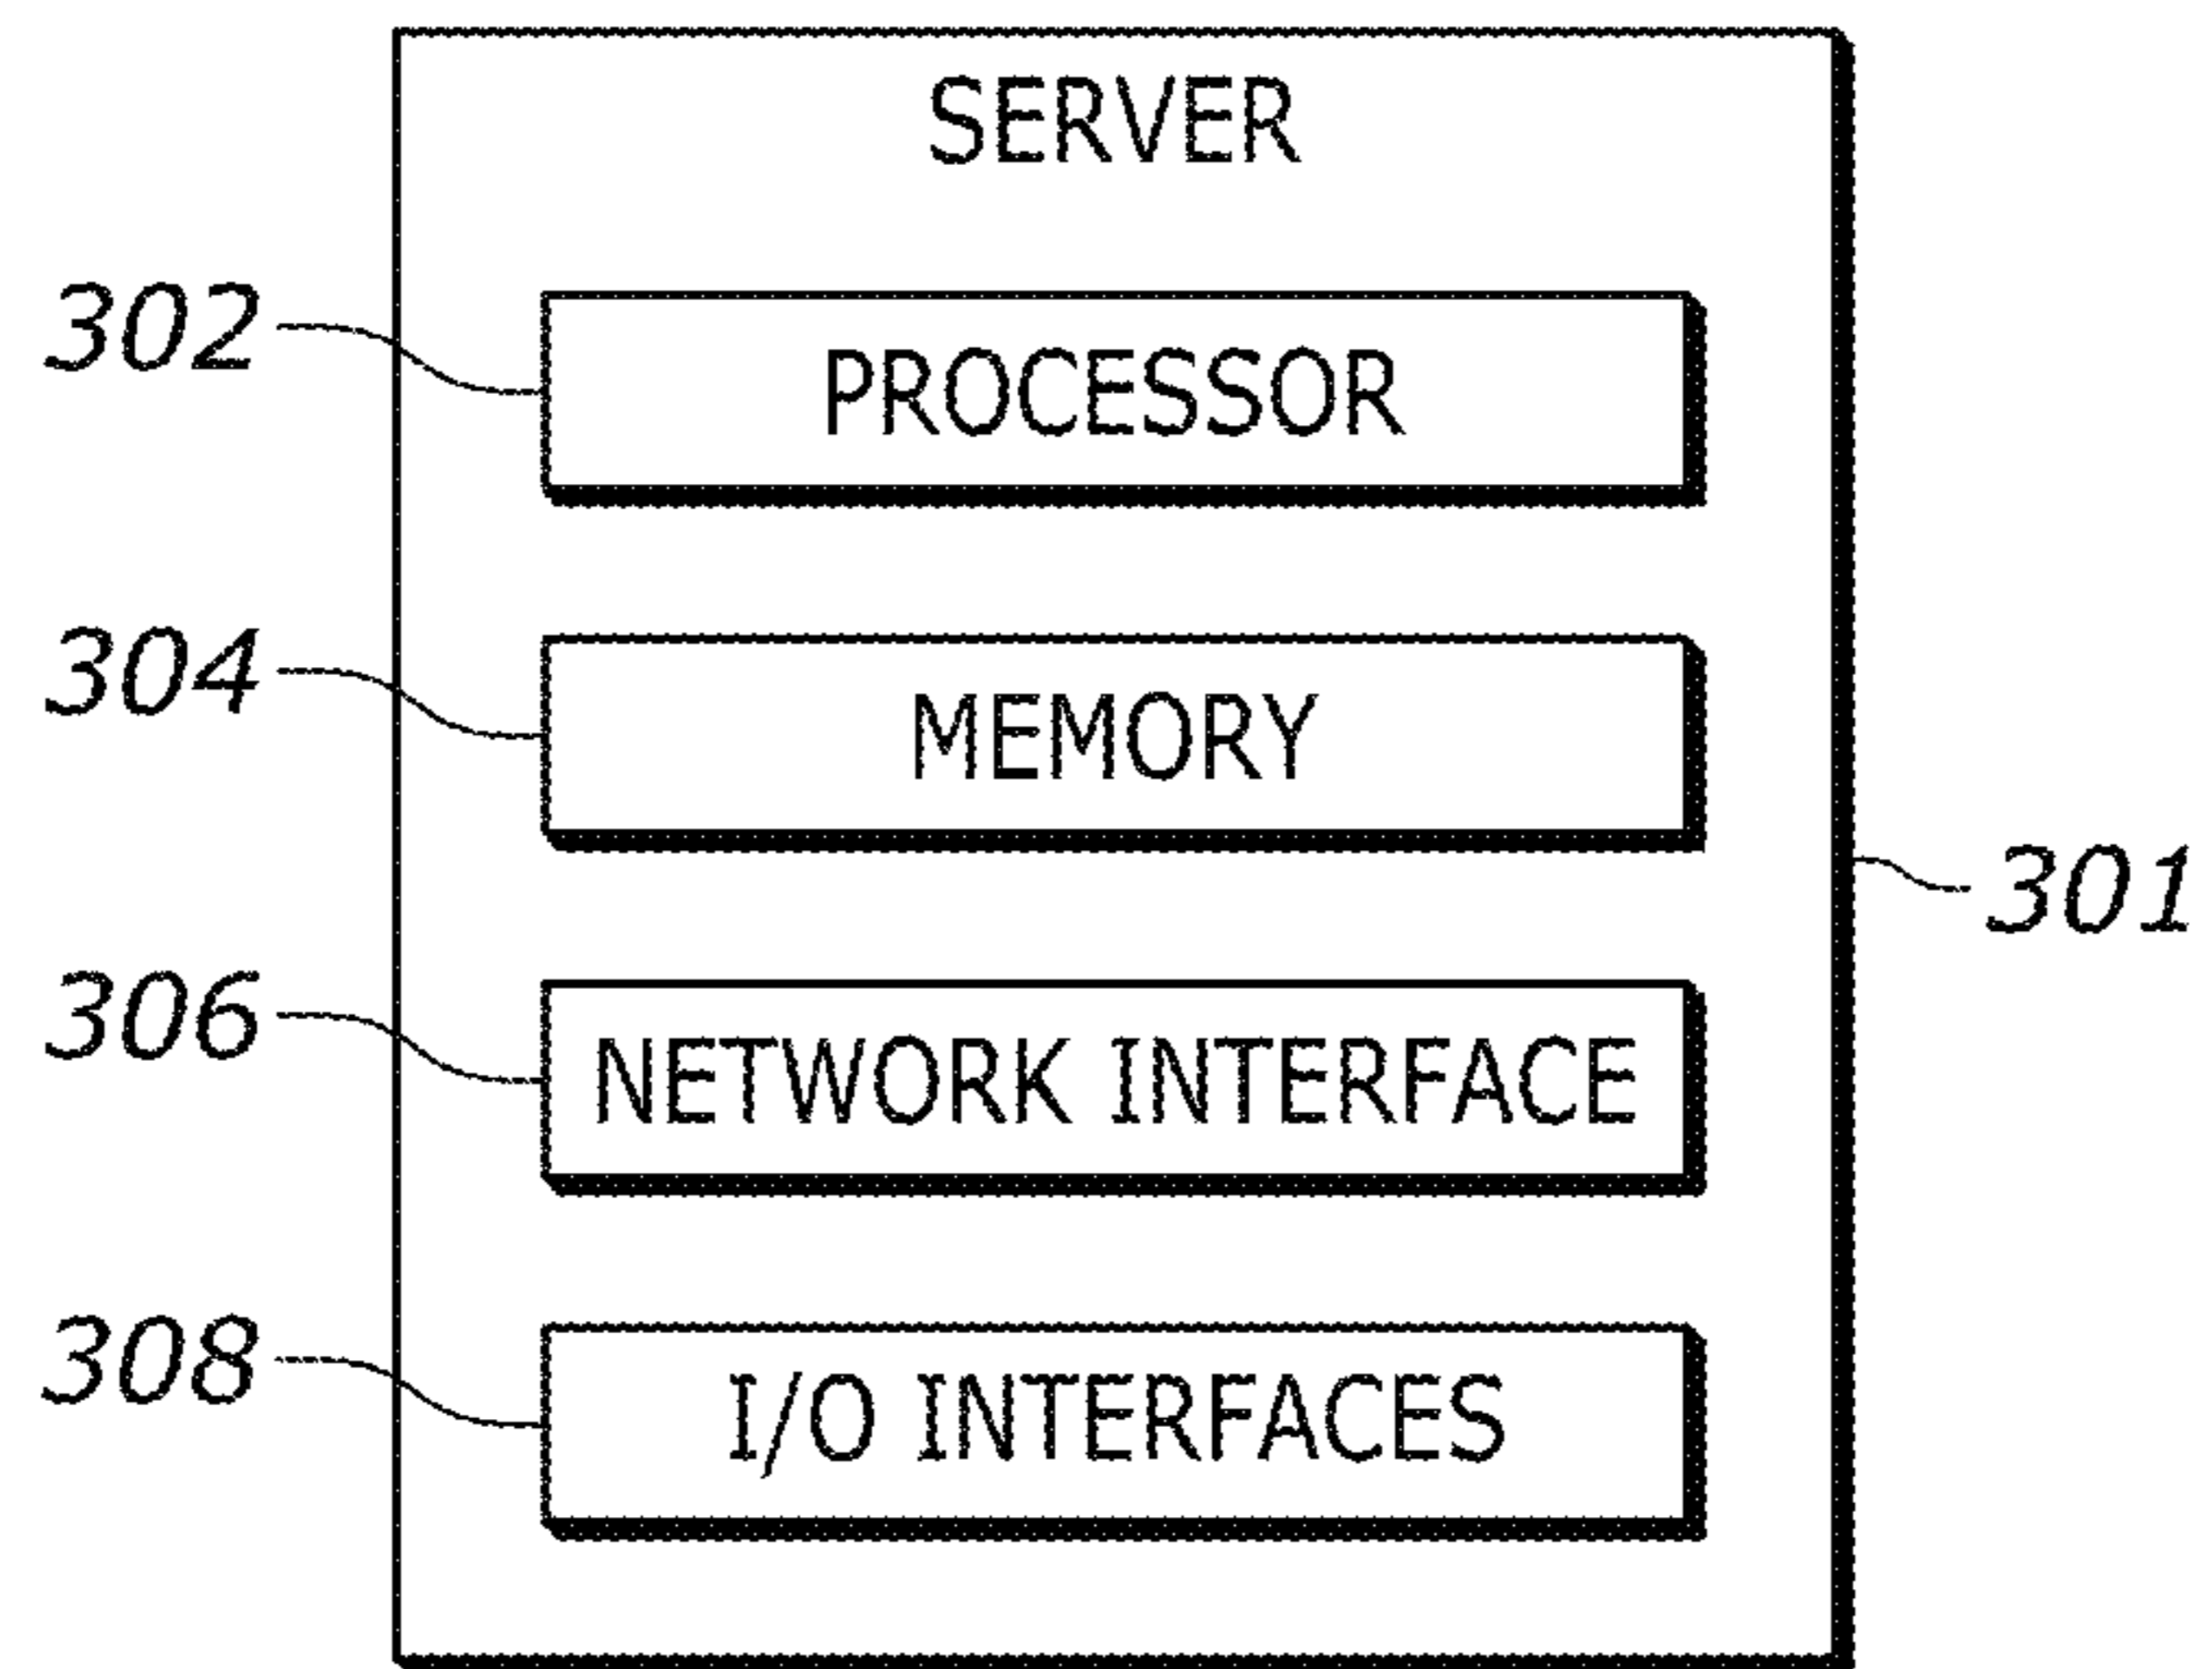 SERVER
302
PROCESSOR
304
MEMORY
301
306
NETWORK INTERFACE
308
I/O INTERFACES